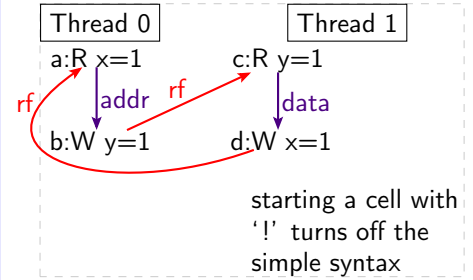 Thread 0 Thread 1
a:R x=1 c:R y=1
rf addr rf data
b:W y=1 d:W x=1
starting a cell with
‘!’ turns off the
simple syntax